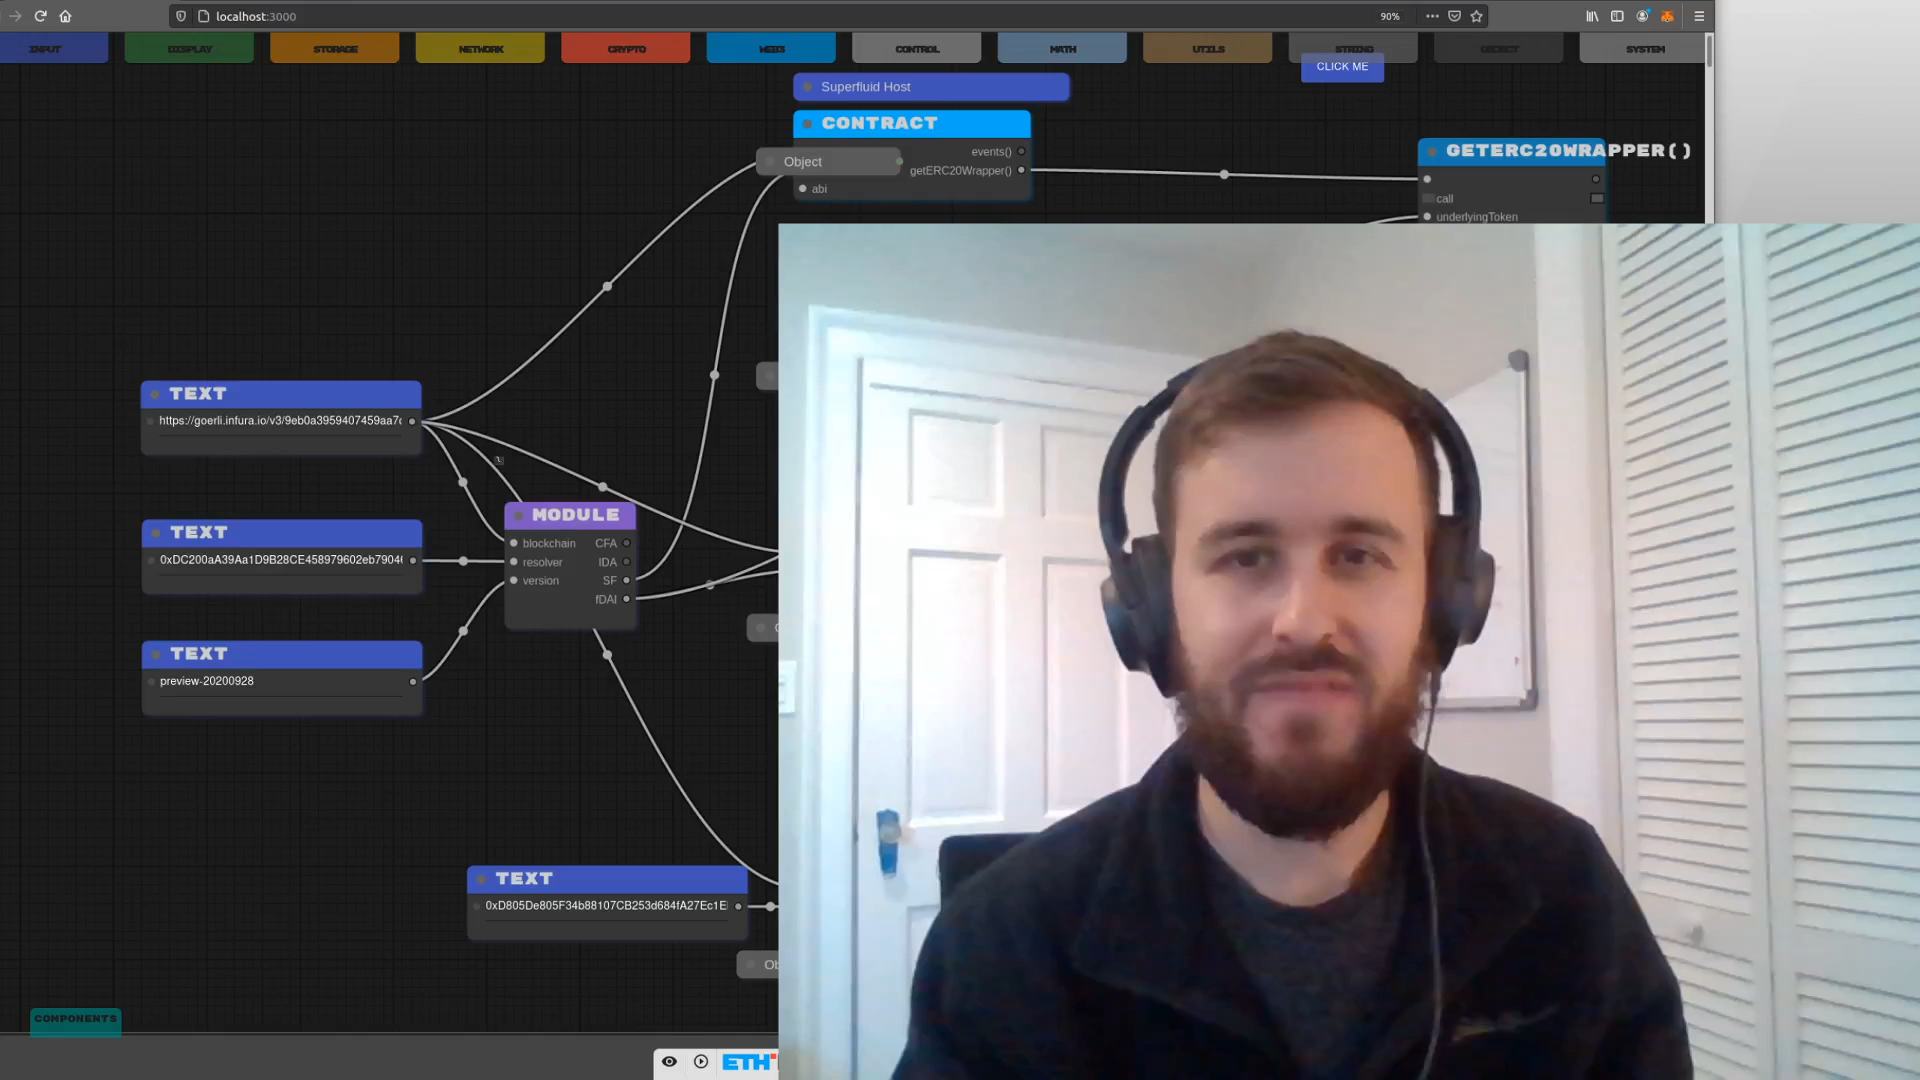 localhost:3000
90%
INPUT
DISPLAY
STORAGE
NETWORK
CRYPTO
WEB3
CONTROL
MATH
UTILS
STRING
OBJECT
SYSTEM
CLICK ME
Superfluid Host
CONTRACT
Object
events()
getERC20Wrapper()
abi
GETERC20WRAPPER()
call
underlyingToken
TEXT
https://goerli.infura.io/v3/9eb0a3959407459aa7
TEXT
0xDC200aA39Aa1D9B28CE458979602eb7904
MODULE
blockchain CFA
resolver IDA
version SF
fDAI
TEXT
preview-20200928
TEXT
0xD805De805F34b88107CB253d684fA27Ec1E
Ob
COMPONENTS
ETH